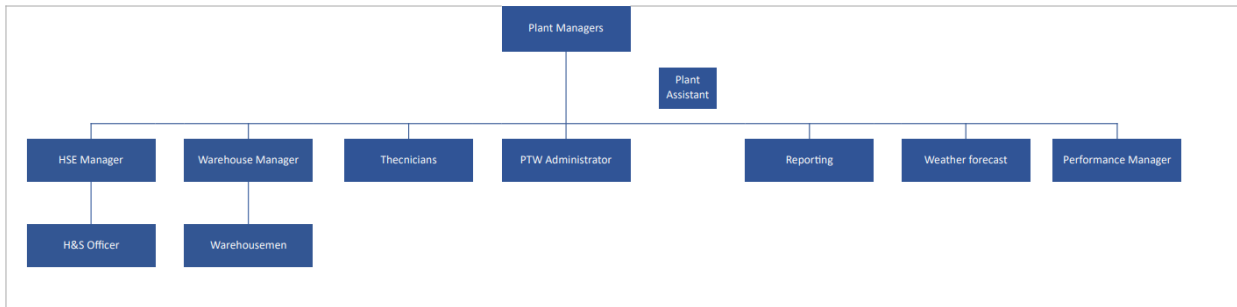 Plant Managers
Plant
Assistant
HSE Manager
Warehouse Manager
Thecnicians
PTW Administrator
Reporting
Weather forecast
Performance Manager
H&S Officer
Warehousemen